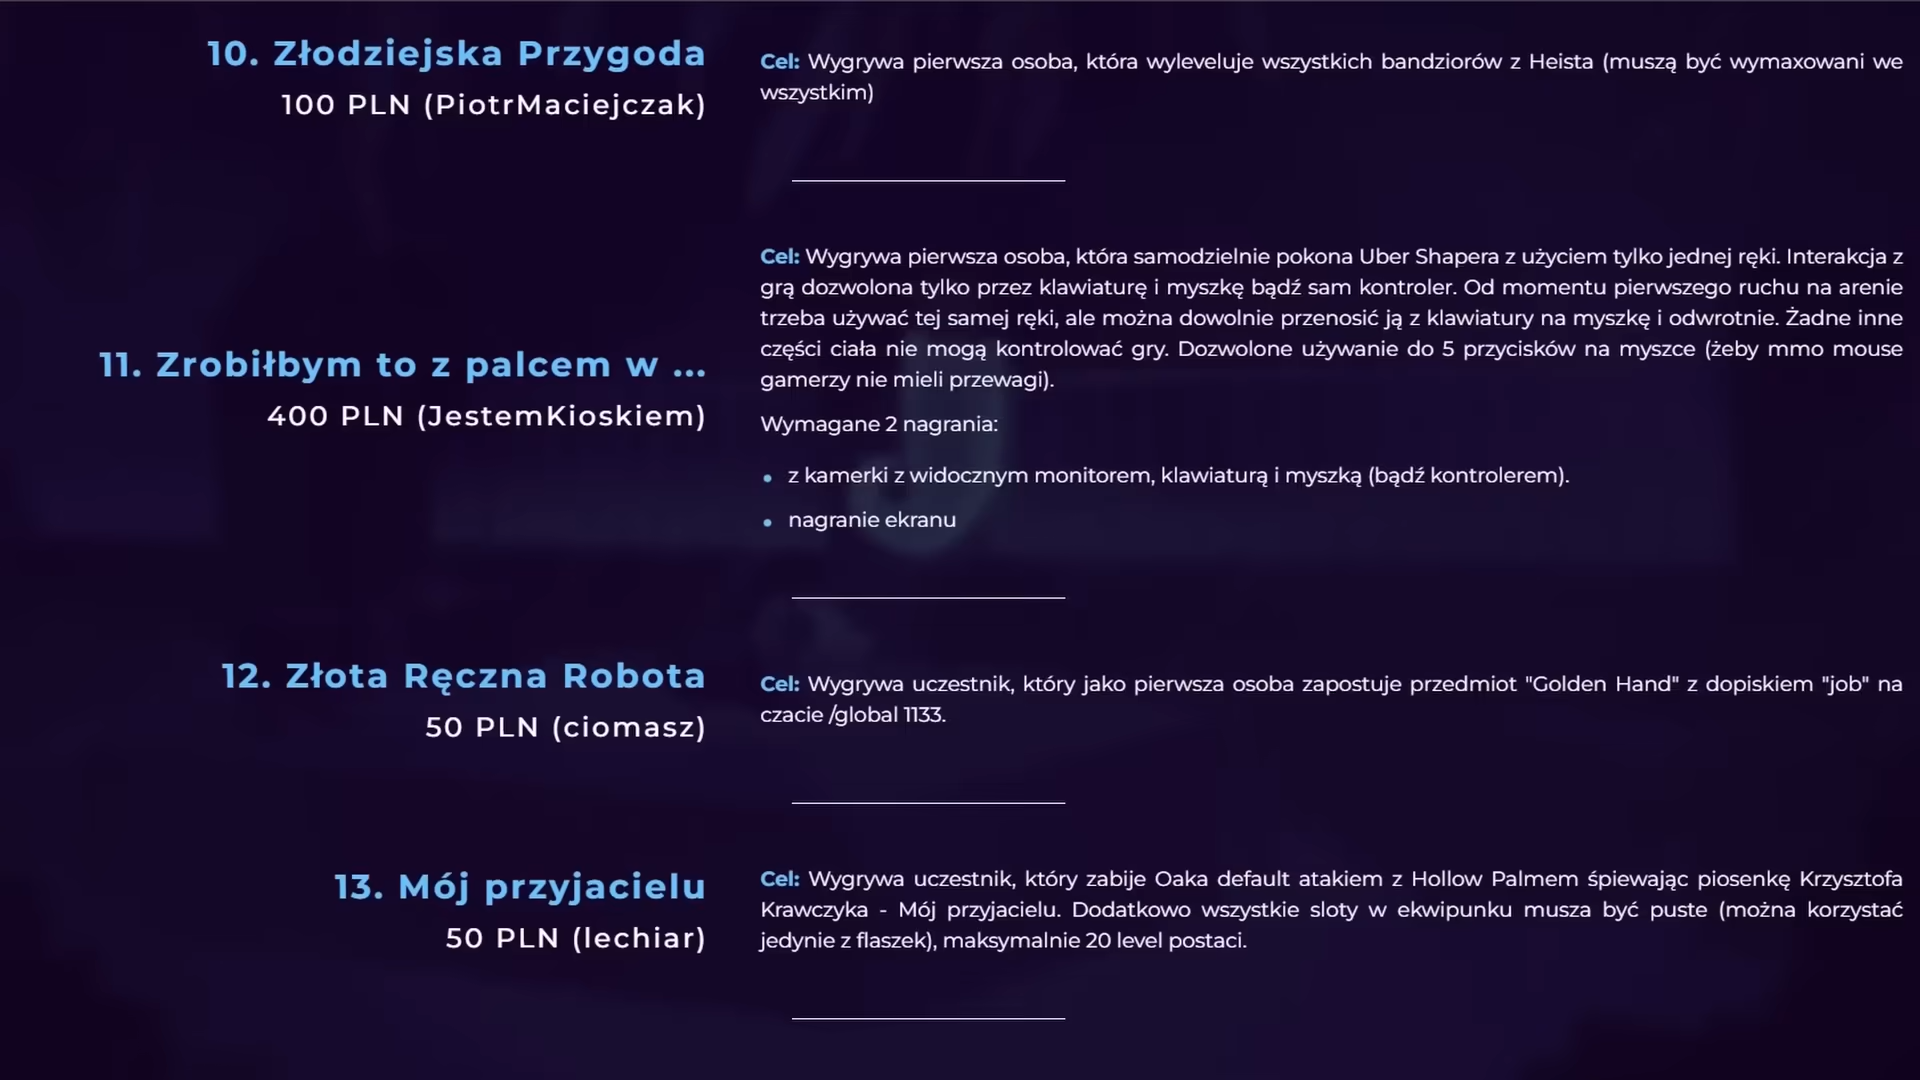 10. Złodziejska Przygoda
100 PLN (PiotrMaciejczak)
Cel: Wygrywa pierwsza osoba, która wyleveluje wszystkich bandziorów z Heista (muszą być wymaxowani we
wszystkim)
11. Zrobiłbym to z palcem w ...
400 PLN (JestemKioskiem)
Cel: Wygrywa pierwsza osoba, która samodzielnie pokona Uber Shapera z użyciem tylko jednej ręki. Interakcja z
grą dozwolona tylko przez klawiaturę i myszkę bądź sam kontroler. Od momentu pierwszego ruchu na arenie
trzeba używać tej samej ręki, ale można dowolnie przenosić ją z klawiatury na myszkę i odwrotnie. Żadne inne
części ciała nie mogą kontrolować gry. Dozwolone używanie do 5 przycisków na myszce (żeby mmo mouse
gamerzy nie mieli przewagi).
Wymagane 2 nagrania:
• z kamerki z widocznym monitorem, klawiaturą i myszką (bądź kontrolerem).
• nagranie ekranu
12. Złota Ręczna Robota
50 PLN (ciomasz)
Cel: Wygrywa uczestnik, który jako pierwsza osoba zapostuje przedmiot "Golden Hand" z dopiskiem "job" na
czacie /global 1133.
13. Mój przyjacielu
50 PLN (lechiar)
Cel: Wygrywa uczestnik, który zabije Oaka default atakiem z Hollow Palmem śpiewając piosenkę Krzysztofa
Krawczyka - Mój przyjacielu. Dodatkowo wszystkie sloty w ekwipunku musza być puste (można korzystać
jedynie z flaszek), maksymalnie 20 level postaci.